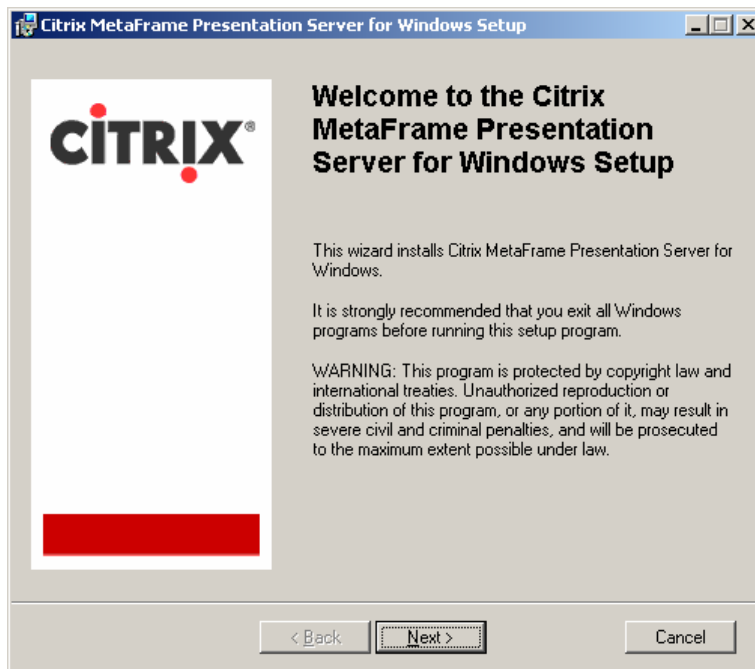 Citrix MetaFrame Presentation Server for Windows Setup
CiTRIX®
Welcome to the Citrix
MetaFrame Presentation
Server for Windows Setup
This wizard installs Citrix MetaFrame Presentation Server for
Windows.
It is strongly recommended that you exit all Windows
programs before running this setup program.
WARNING: This program is protected by copyright law and
international treaties. Unauthorized reproduction or
distribution of this program, or any portion of it, may result in
severe civil and criminal penalties, and will be prosecuted
to the maximum extent possible under law.
< Back
Next >
Cancel